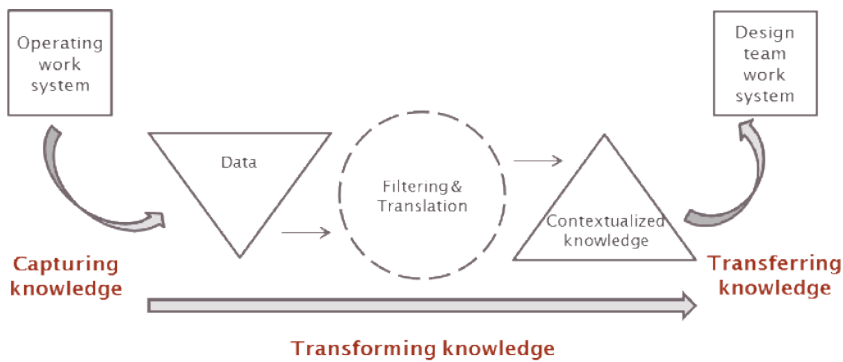 Operating
work
system
Design
team
work
system
Data
Filtering &
Translation
Contextualized
knowledge
Capturing
knowledge
Transferring
knowledge
Transforming knowledge